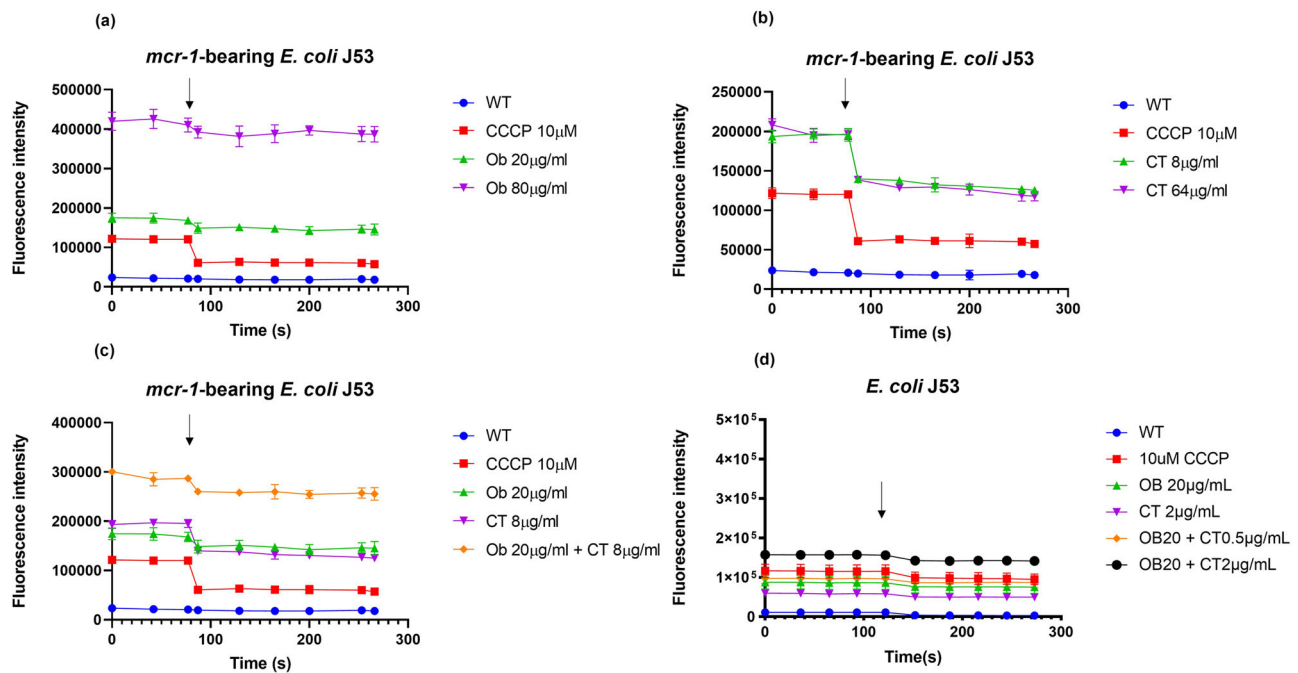 (a)
mcr-1-bearing E. coli J53
Fluorescence intensity
500000
400000
300000
200000
100000
0
0
100
200
300
Time (s)
WT
CCCP 10μM
Ob 20μg/ml
Ob 80μg/ml
(b)
mcr-1-bearing E. coli J53
Fluorescence intensity
250000
200000
150000
100000
50000
0
0
100
200
300
Time (s)
WT
CCCP 10μM
CT 8μg/ml
CT 64μg/ml
(c)
mcr-1-bearing E. coli J53
Fluorescence intensity
400000
300000
200000
100000
0
0
100
200
300
Time (s)
WT
CCCP 10μM
Ob 20μg/ml
CT 8μg/ml
Ob 20μg/ml + CT 8μg/ml
(d)
E. coli J53
Fluorescence intensity
5×10⁵
4×10⁵
3×10⁵
2×10⁵
1×10⁵
0
0
100
200
300
Time(s)
WT
10uM CCCP
OB 20μg/mL
CT 2μg/mL
OB20 + CT0.5μg/mL
OB20 + CT2μg/mL